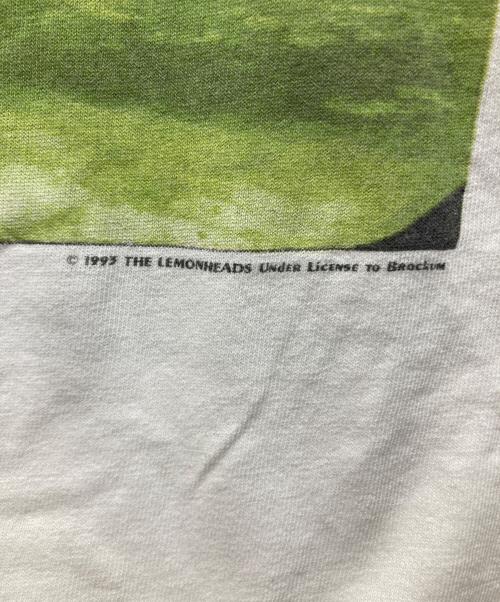 © 1993 THE LEMONHEADS UNdER LICENSE TO BROCkUM